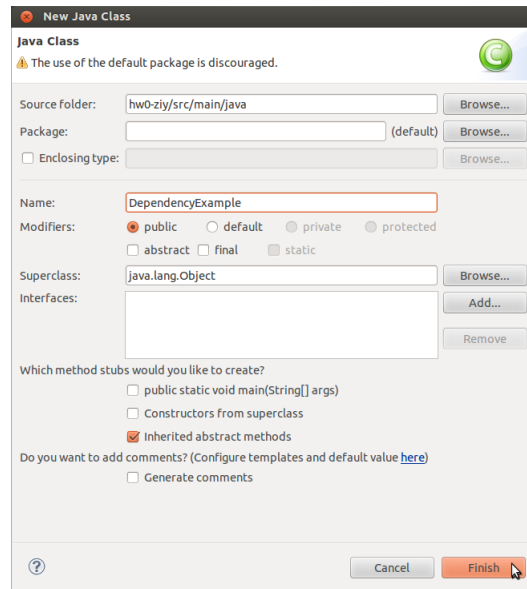 New Java Class
Java Class
The use of the default package is discouraged.
Source folder: hw0-ziy/src/main/java Browse...
Package: (default) Browse...
Enclosing type: Browse...
Name: DependencyExample
Modifiers: public default private protected
abstract final static
Superclass: java.lang.Object Browse...
Interfaces: Add...
Remove
Which method stubs would you like to create?
public static void main(String[] args)
Constructors from superclass
Inherited abstract methods
Do you want to add comments? (Configure templates and default value here)
Generate comments
? Cancel Finish